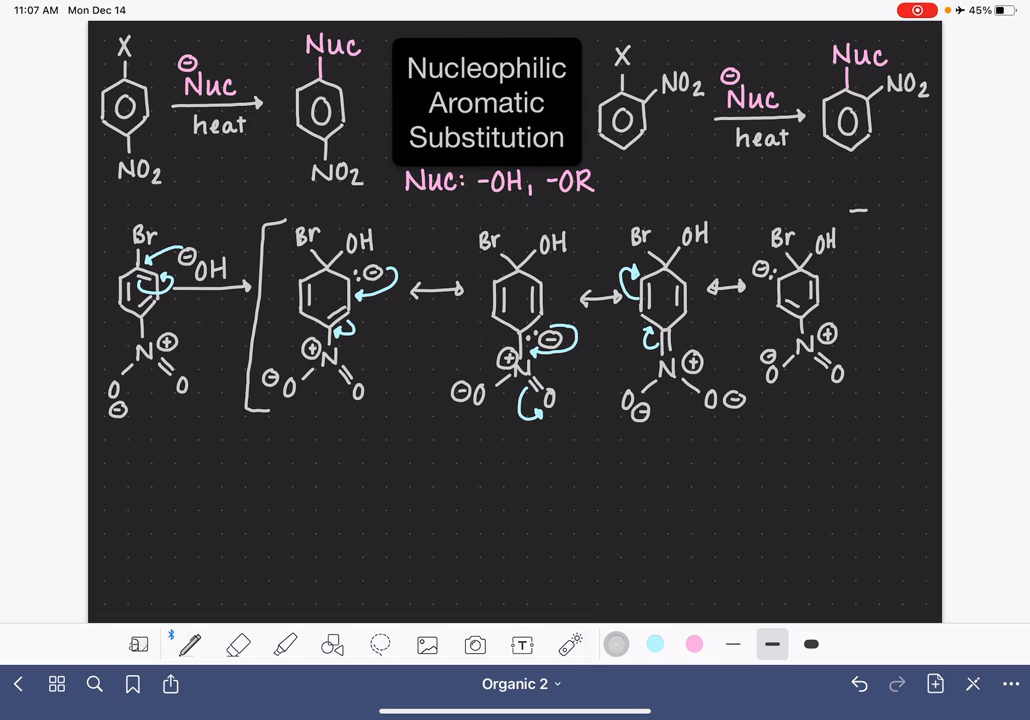 11:07 AM Mon Dec 14
45%
X
⊖
Nuc
heat
NO2
Nuc
NO2
Nucleophilic
Aromatic
Substitution
Nuc: -OH, -OR
X
NO2
⊖
Nuc
heat
Nuc
NO2
Br
⊖
OH
N ⊕
O
⊖
O
Br
OH
:⊖
⊕
N
⊖
O
O
Br
OH
:⊖
⊕
N
⊖O
O
Br
OH
N ⊕
O
⊖
O ⊖
Br
OH
⊖:
N ⊕
⊖
O
O
T
Organic 2